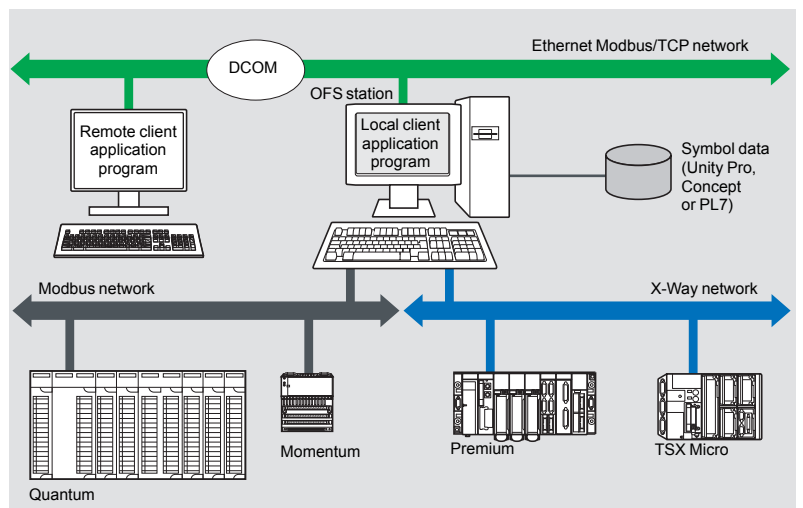 Ethernet Modbus/TCP network
DCOM
OFS station
Remote client
application
program
Local client
application
program
Symbol data
(Unity Pro,
Concept
or PL7)
Modbus network
X-Way network
Quantum
Momentum
Premium
TSX Micro